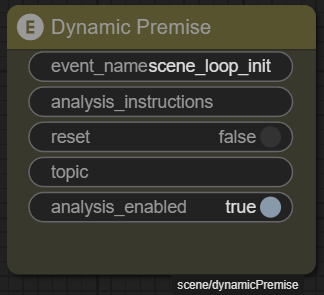 E Dynamic Premise
event_name scene_loop_init
analysis_instructions
reset false
topic
analysis_enabled true
scene/dynamicPremise